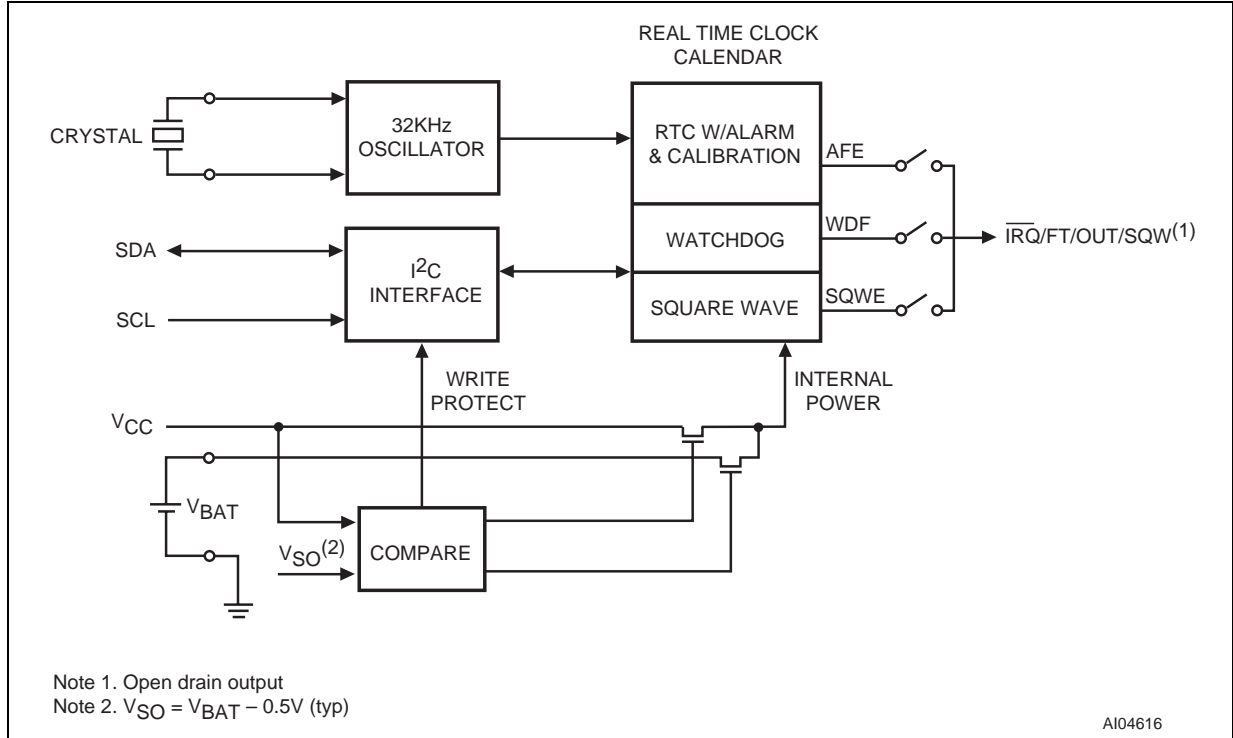 REAL TIME CLOCK
CALENDAR
CRYSTAL
32KHz
OSCILLATOR
RTC W/ALARM
& CALIBRATION
AFE
SDA
SCL
I2C
INTERFACE
WATCHDOG
WDF
IRQ/FT/OUT/SQW(1)
SQUARE WAVE
SQWE
WRITE
PROTECT
INTERNAL
POWER
VCC
VBAT
VSO(2)
COMPARE
Note 1. Open drain output
Note 2. VSO = VBAT – 0.5V (typ)
AI04616